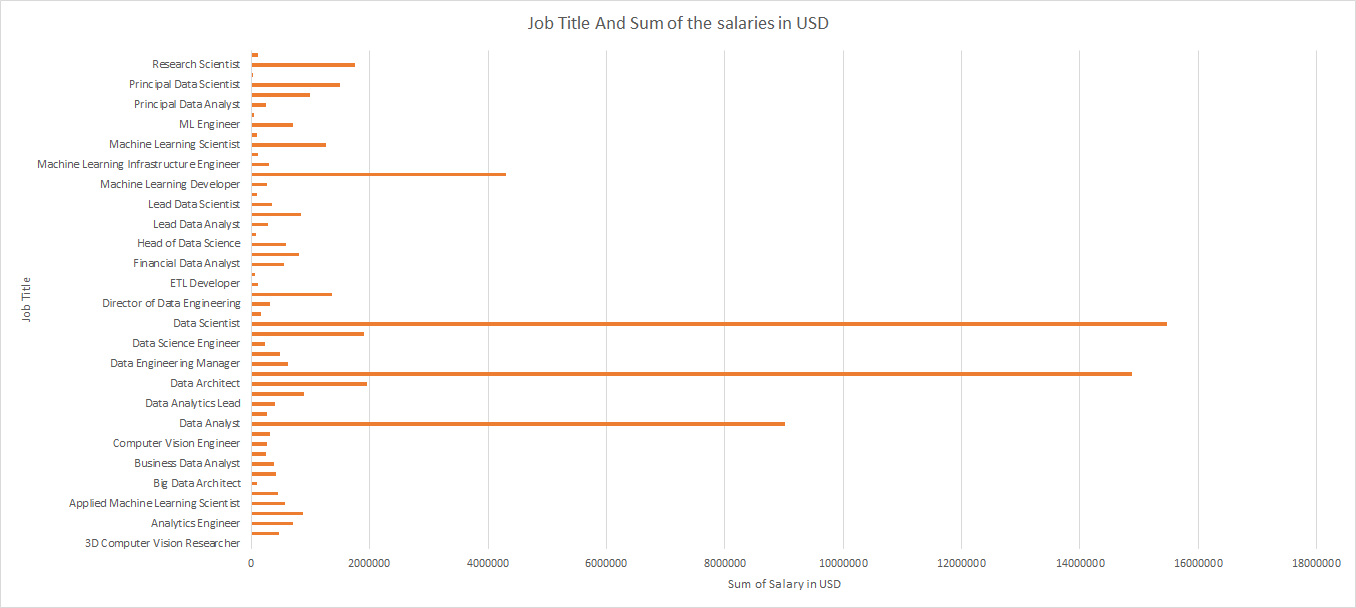 Job Title And Sum of the salaries in USD
Research Scientist
Principal Data Scientist
Principal Data Analyst
ML Engineer
Machine Learning Scientist
Machine Learning Infrastructure Engineer
Machine Learning Developer
Lead Data Scientist
Lead Data Analyst
Head of Data Science
Financial Data Analyst
ETL Developer
Director of Data Engineering
Data Scientist
Data Science Engineer
Data Engineering Manager
Data Architect
Data Analytics Lead
Data Analyst
Computer Vision Engineer
Business Data Analyst
Big Data Architect
Applied Machine Learning Scientist
Analytics Engineer
3D Computer Vision Researcher
Job Title
0 2000000 4000000 6000000 8000000 10000000 12000000 14000000 16000000 18000000
Sum of Salary in USD